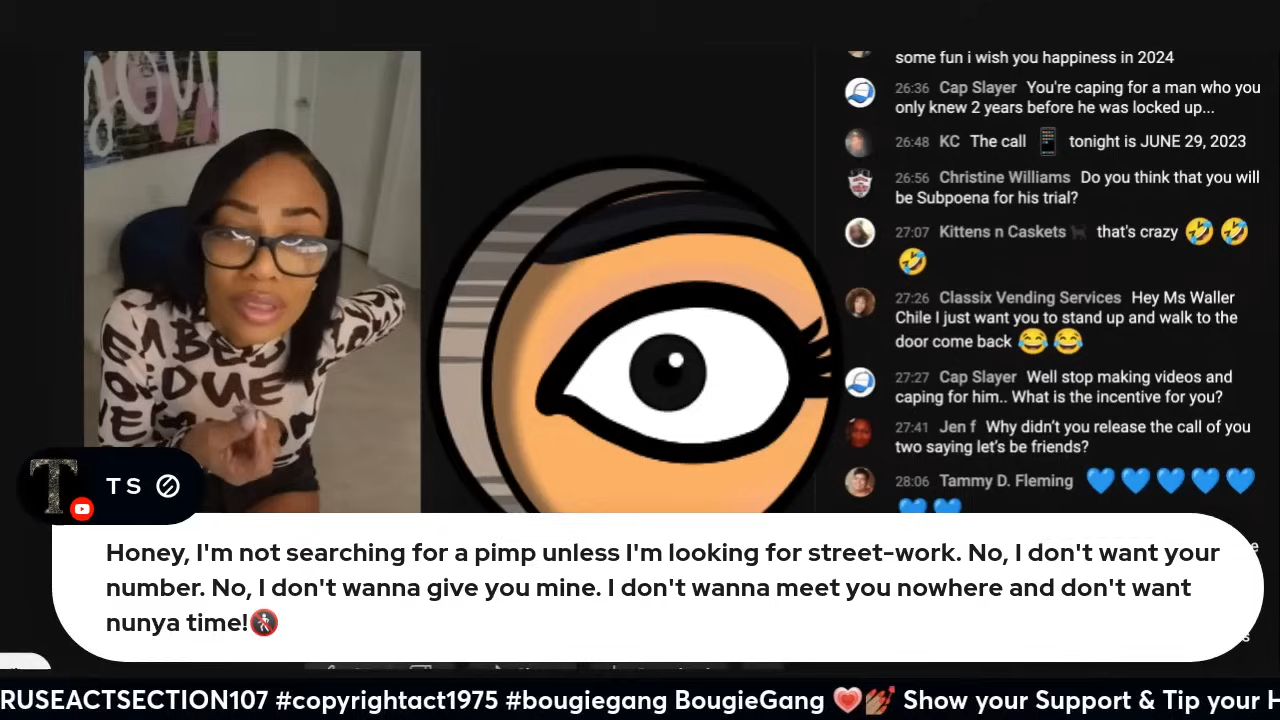 some fun i wish you happiness in 2024
26:36 Cap Slayer You're caping for a man who you
only knew 2 years before he was locked up...
26:48 KC The call 📱 tonight is JUNE 29, 2023
26:56 Christine Williams Do you think that you will
be Subpoena for his trial?
27:07 Kittens n Caskets🐈‍⬛ that's crazy 🤣 🤣
🤣
27:26 Classix Vending Services Hey Ms Waller
Chile I just want you to stand up and walk to the
door come back 😂 😂
27:27 Cap Slayer Well stop making videos and
caping for him.. What is the incentive for you?
27:41 Jen f Why didn't you release the call of you
two saying let's be friends?
28:06 Tammy D. Fleming 💙 💙 💙 💙 💙
💙 💙
T TS
Honey, I'm not searching for a pimp unless I'm looking for street-work. No, I don't want your
number. No, I don't wanna give you mine. I don't wanna meet you nowhere and don't want
nunya time!🚷
RUSEACTSECTION107 #copyrightact1975 #bougiegang BougieGang 💗💅🏾 Show your Support & Tip your H